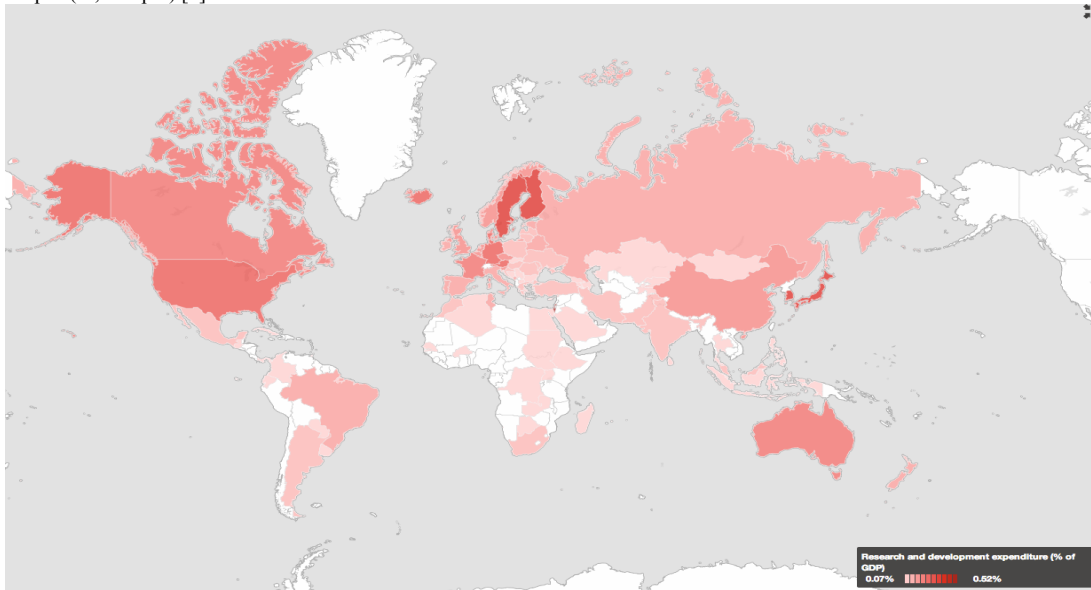 Research and development expenditure (% of
GDP)
0.07% 0.52%